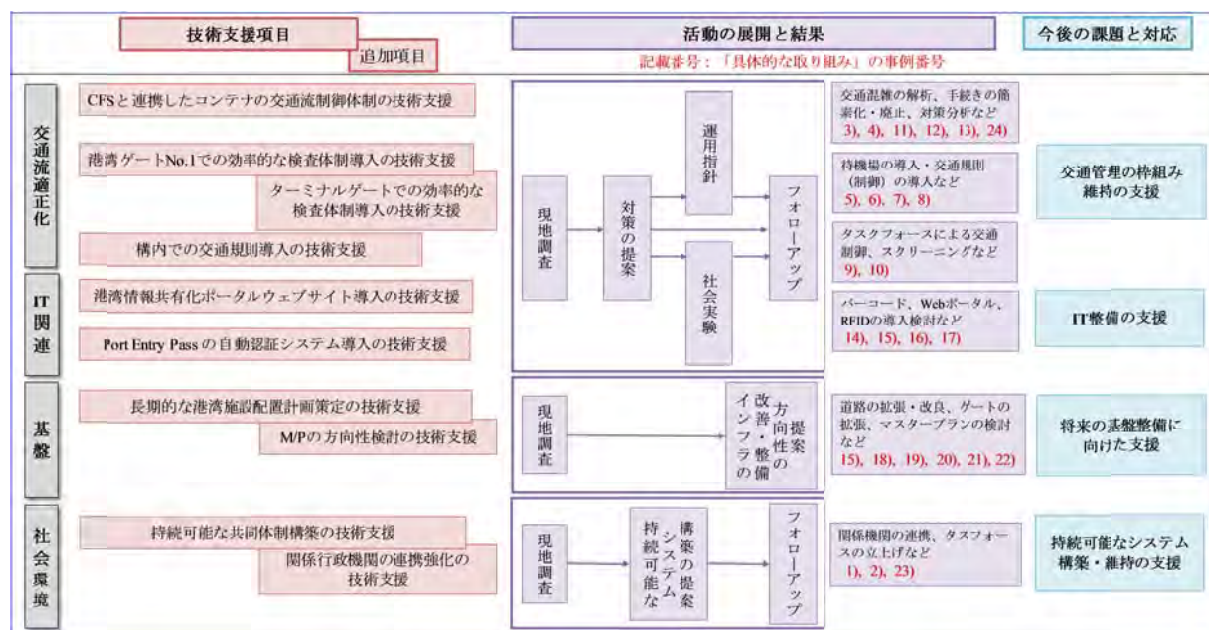 技術支援項目
追加項目
活動の展開と結果
記載番号：「具体的な取り組み」の事例番号
今後の課題と対応
交通流適正化
CFSと連携したコンテナの交通流制御体制の技術支援
港湾ゲートNo.1での効率的な検査体制導入の技術支援
ターミナルゲートでの効率的な
検査体制導入の技術支援
構内での交通規則導入の技術支援
IT関連
港湾情報共有化ポータルウェブサイト導入の技術支援
Port Entry Pass の自動認証システム導入の技術支援
現地調査
対策の提案
運用指針
社会実験
フォローアップ
交通混雑の解析、手続きの簡
素化・廃止、対策分析など
3), 4), 11), 12), 13), 24)
待機場の導入・交通規則
（制御）の導入など
5), 6), 7), 8)
タスクフォースによる交通
制御、スクリーニングなど
9), 10)
バーコード、Webポータル、
RFIDの導入検討など
14), 15), 16), 17)
交通管理の枠組み
維持の支援
IT整備の支援
基盤
長期的な港湾施設配置計画策定の技術支援
M/Pの方向性検討の技術支援
現地調査
インフラの
改善・整備
方向性の
提案
道路の拡張・改良、ゲートの
拡張、マスタープランの検討
など
15), 18), 19), 20), 21), 22)
将来の基盤整備に
向けた支援
社会環境
持続可能な共同体制構築の技術支援
関係行政機関の連携強化の
技術支援
現地調査
持続可能な
システム
構築の提案
フォローアップ
関係機関の連携、タスフォー
スの立上げなど
1), 2), 23)
持続可能なシステム
構築・維持の支援